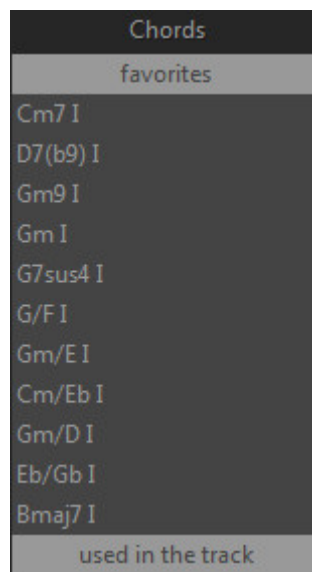 Chords
favorites
Cm7 I
D7(b9) I
Gm9 I
Gm I
G7sus4 I
G/F I
Gm/E I
Cm/Eb I
Gm/D I
Eb/Gb I
Bmaj7 I
used in the track